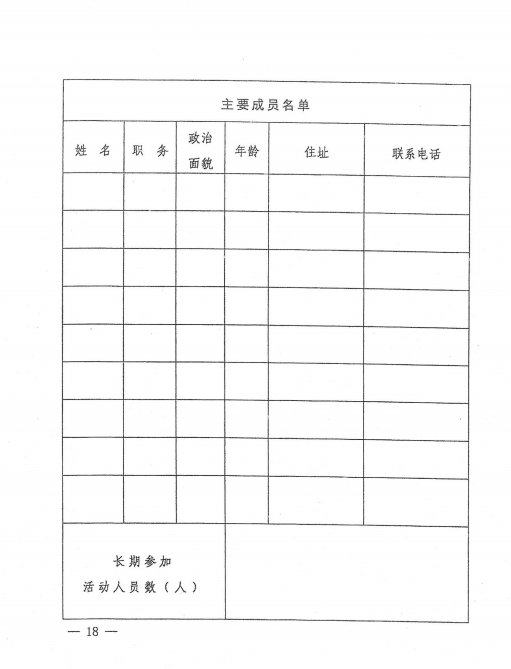 主要成员名单
姓 名 职 务 政治面貌 年龄 住址 联系电话
长期参加
活动人员数（人）
— 18 —